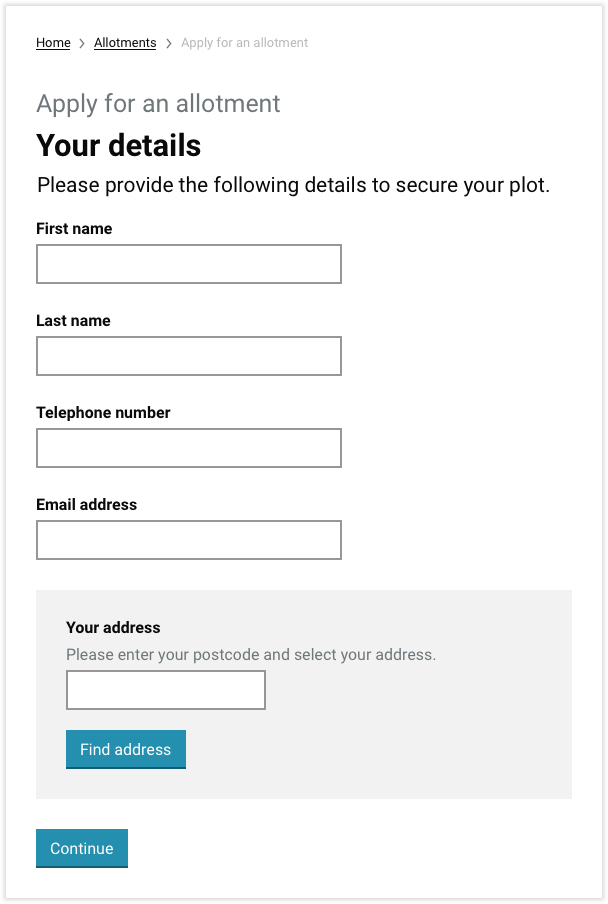 Home > Allotments > Apply for an allotment
Apply for an allotment
Your details
Please provide the following details to secure your plot.
First name
Last name
Telephone number
Email address
Your address
Please enter your postcode and select your address.
Find address
Continue